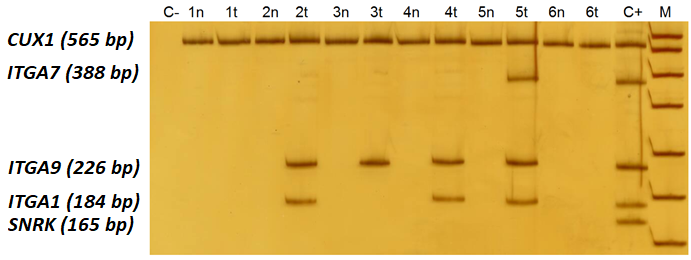 C- 1n 1t 2n 2t 3n 3t 4n 4t 5n 5t 6n 6t C+ M
CUX1 (565 bp)
ITGA7 (388 bp)
ITGA9 (226 bp)
ITGA1 (184 bp)
SNRK (165 bp)